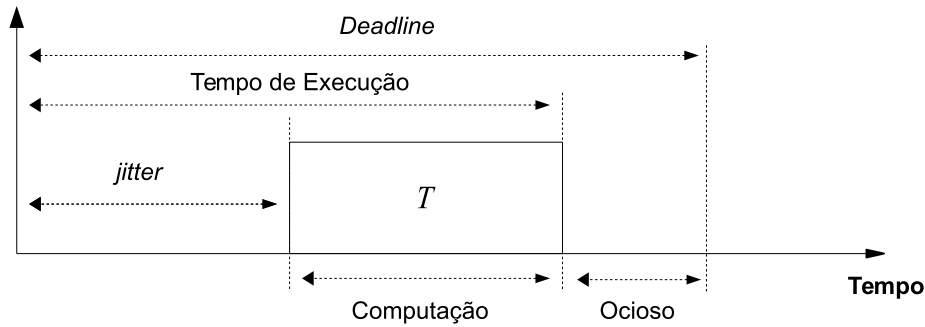 Deadline
Tempo de Execução
jitter
T
Tempo
Computação
Ocioso